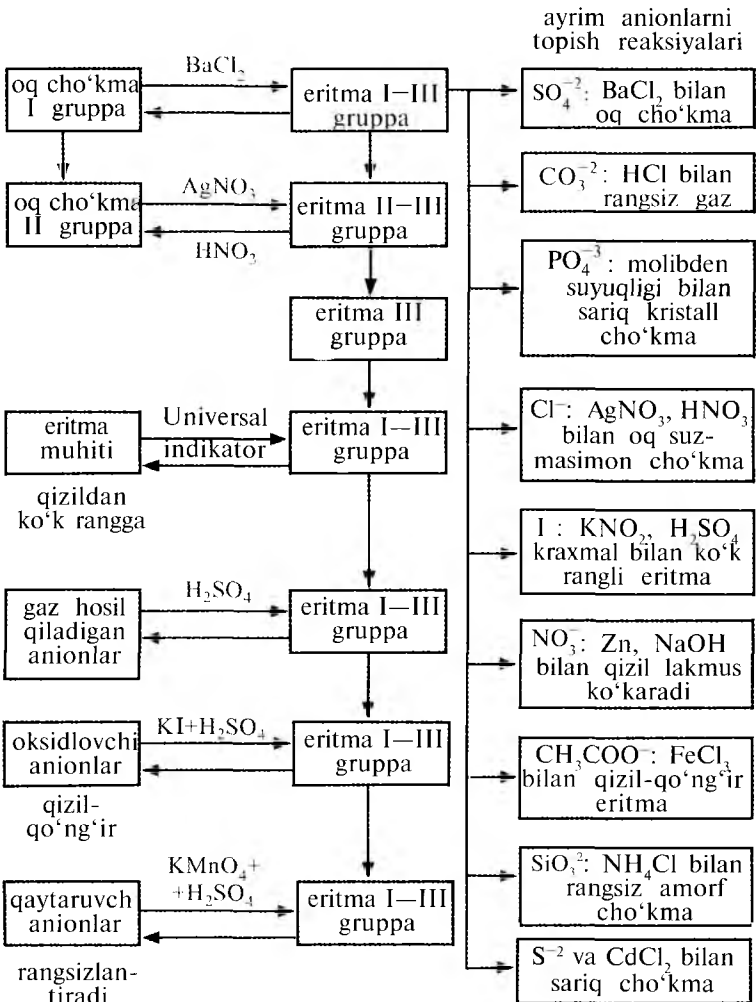 ayrim anionlarni
topish reaksiyalari
oq cho‘kma
I gruppa
BaCl₂
eritma I–III
gruppa
SO₄⁻²: BaCl₂ bilan
oq cho‘kma
oq cho‘kma
II gruppa
AgNO₃
HNO₃
eritma II–III
gruppa
CO₃⁻²: HCl bilan
rangsiz gaz
eritma III
gruppa
PO₄⁻³: molibden
suyuqligi bilan
sariq kristall
cho‘kma
eritma
muhiti
Universal
indikator
eritma I–III
gruppa
qizildan
ko‘k rangga
Cl⁻: AgNO₃, HNO₃
bilan oq suz-
masimon cho‘kma
I : KNO₂, H₂SO₄
kraxmal bilan ko‘k
rangli eritma
gaz hosil
qiladigan
anionlar
H₂SO₄
eritma I–III
gruppa
NO₃⁻: Zn, NaOH
bilan qizil lakmus
ko‘karadi
oksidlovchi
anionlar
KI+H₂SO₄
eritma I–III
gruppa
qizil-
qo‘ng‘ir
CH₃COO⁻: FeCl₃
bilan qizil-qo‘ng‘ir
eritma
qaytaruvch
anionlar
KMnO₄+
+H₂SO₄
eritma I–III
gruppa
rangsizlan-
tiradi
SiO₃²: NH₄Cl bilan
rangsiz amorf
cho‘kma
S⁻² va CdCl₂ bilan
sariq cho‘kma